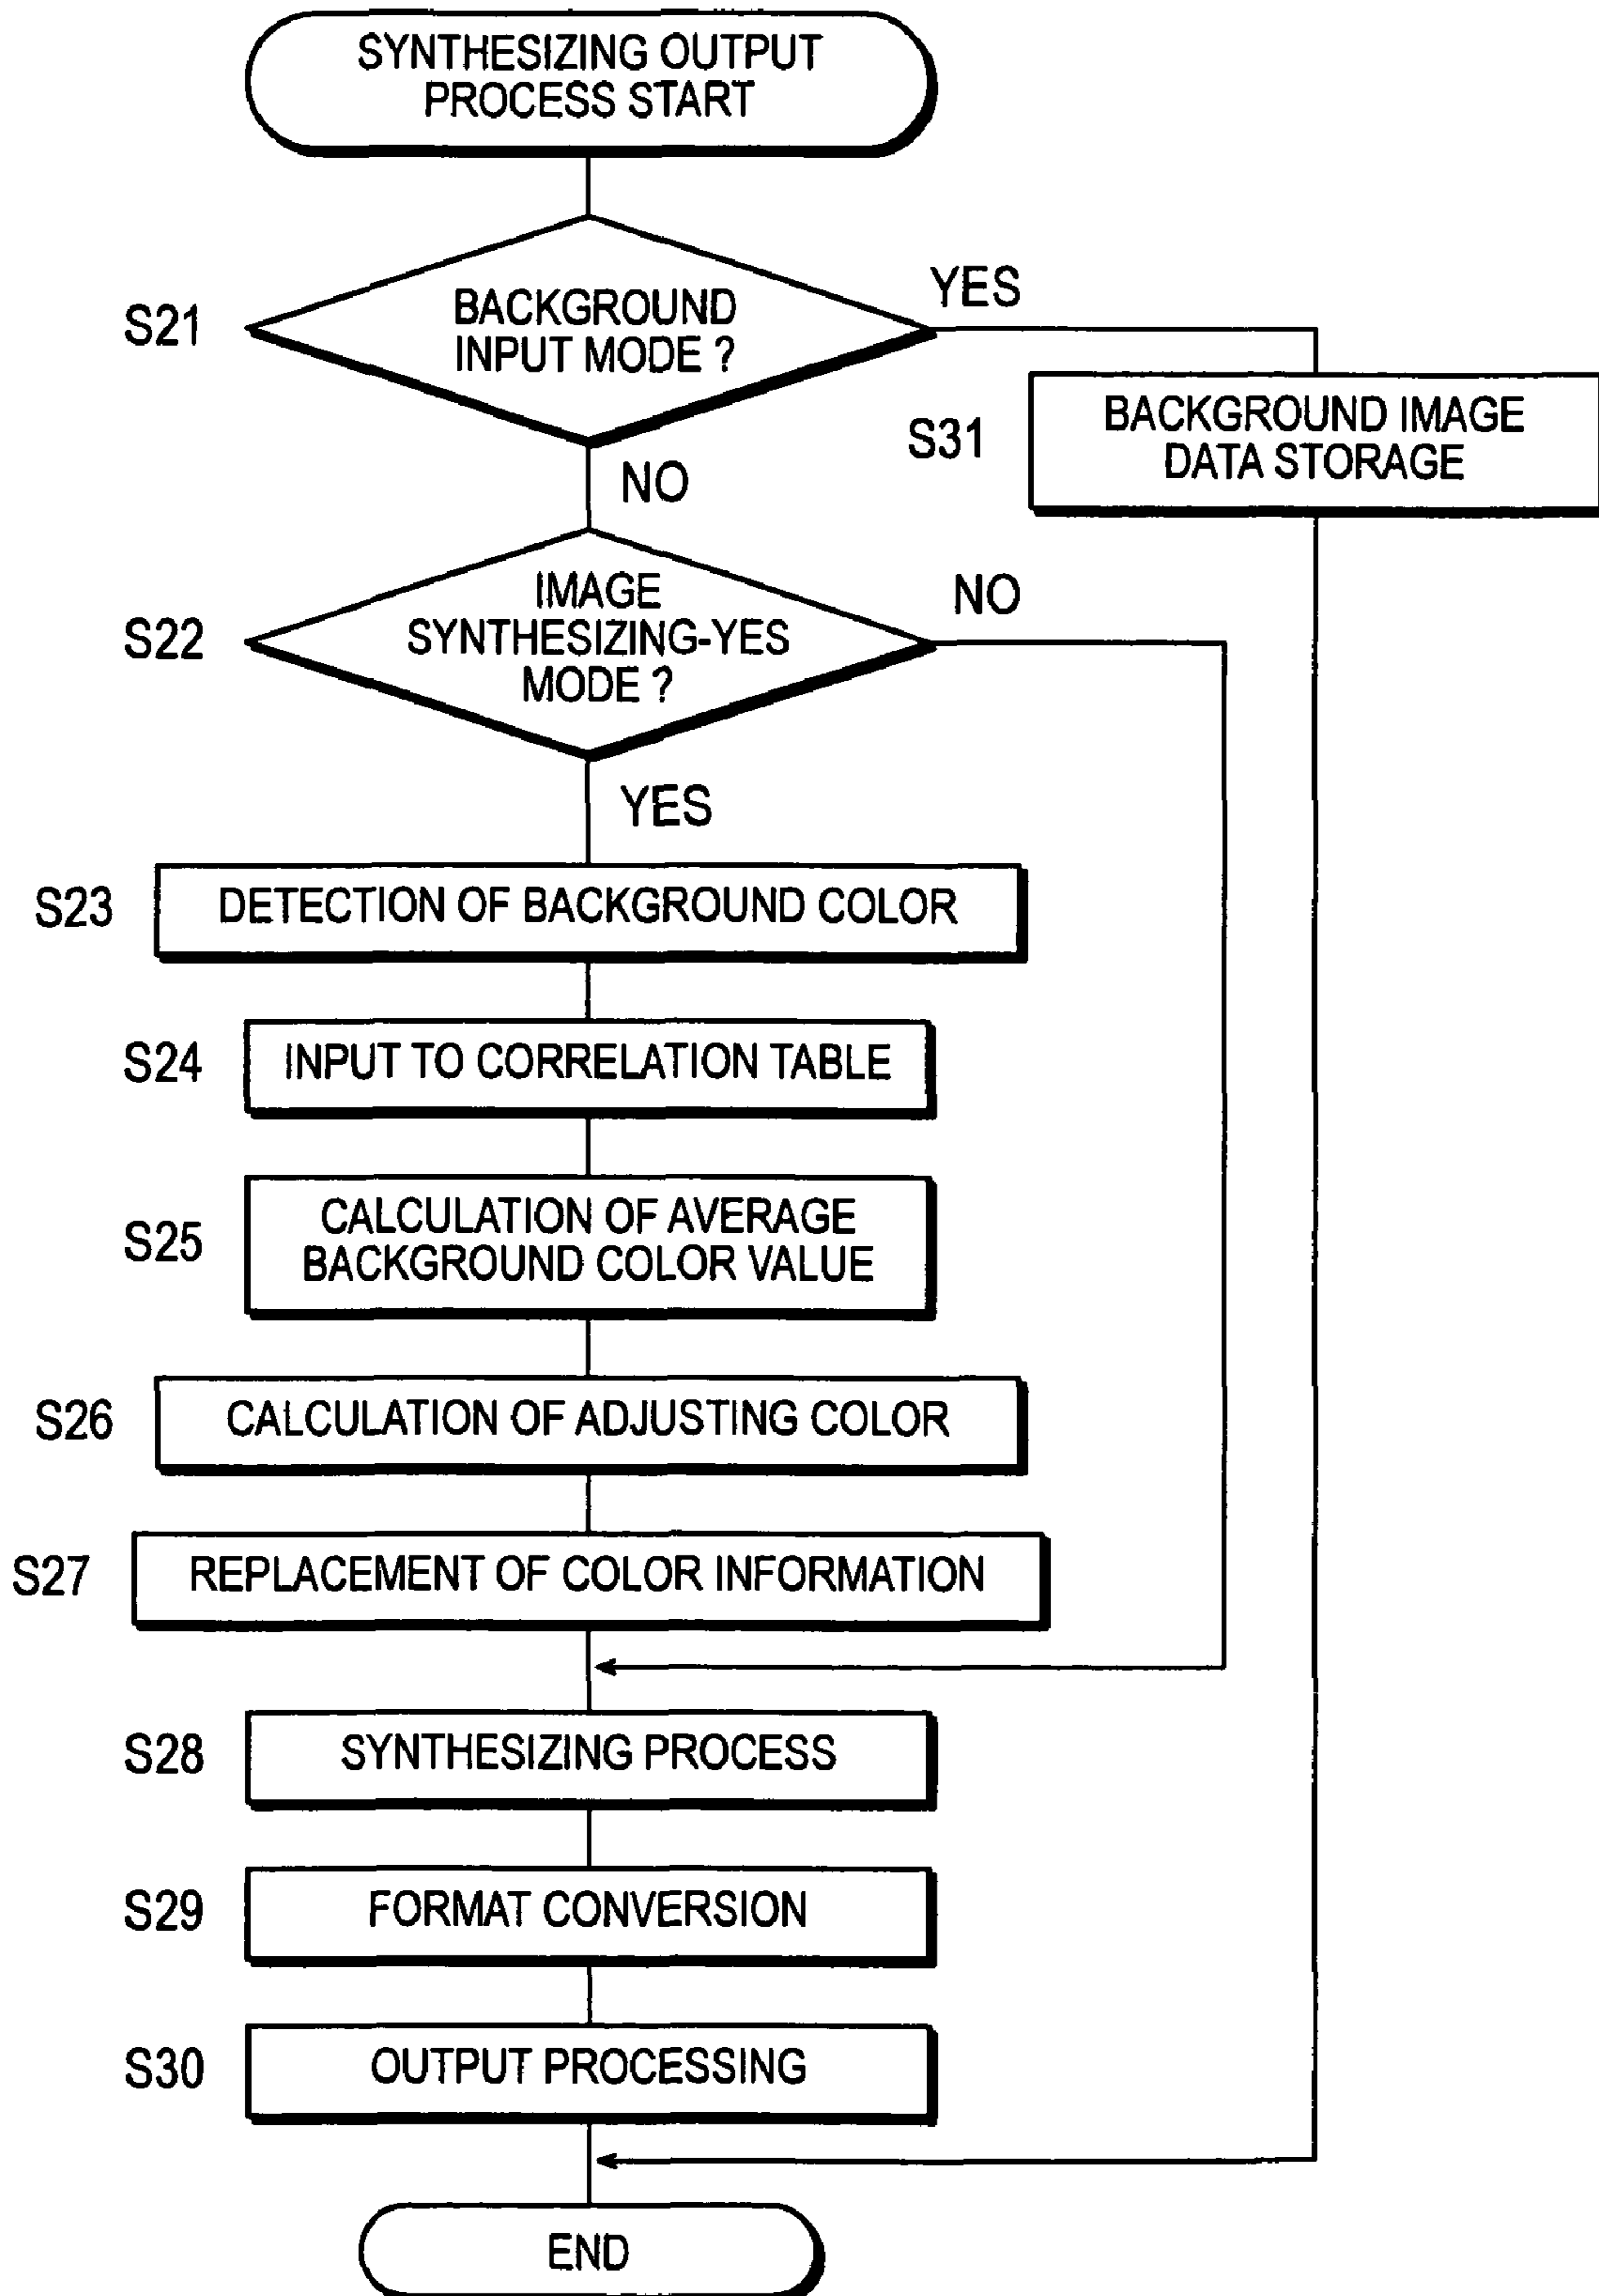 SYNTHESIZING OUTPUT
PROCESS START
S21
BACKGROUND
INPUT MODE ?
YES
NO
S31
BACKGROUND IMAGE
DATA STORAGE
S22
IMAGE
SYNTHESIZING-YES
MODE ?
NO
YES
S23
DETECTION OF BACKGROUND COLOR
S24
INPUT TO CORRELATION TABLE
S25
CALCULATION OF AVERAGE
BACKGROUND COLOR VALUE
S26
CALCULATION OF ADJUSTING COLOR
S27
REPLACEMENT OF COLOR INFORMATION
S28
SYNTHESIZING PROCESS
S29
FORMAT CONVERSION
S30
OUTPUT PROCESSING
END